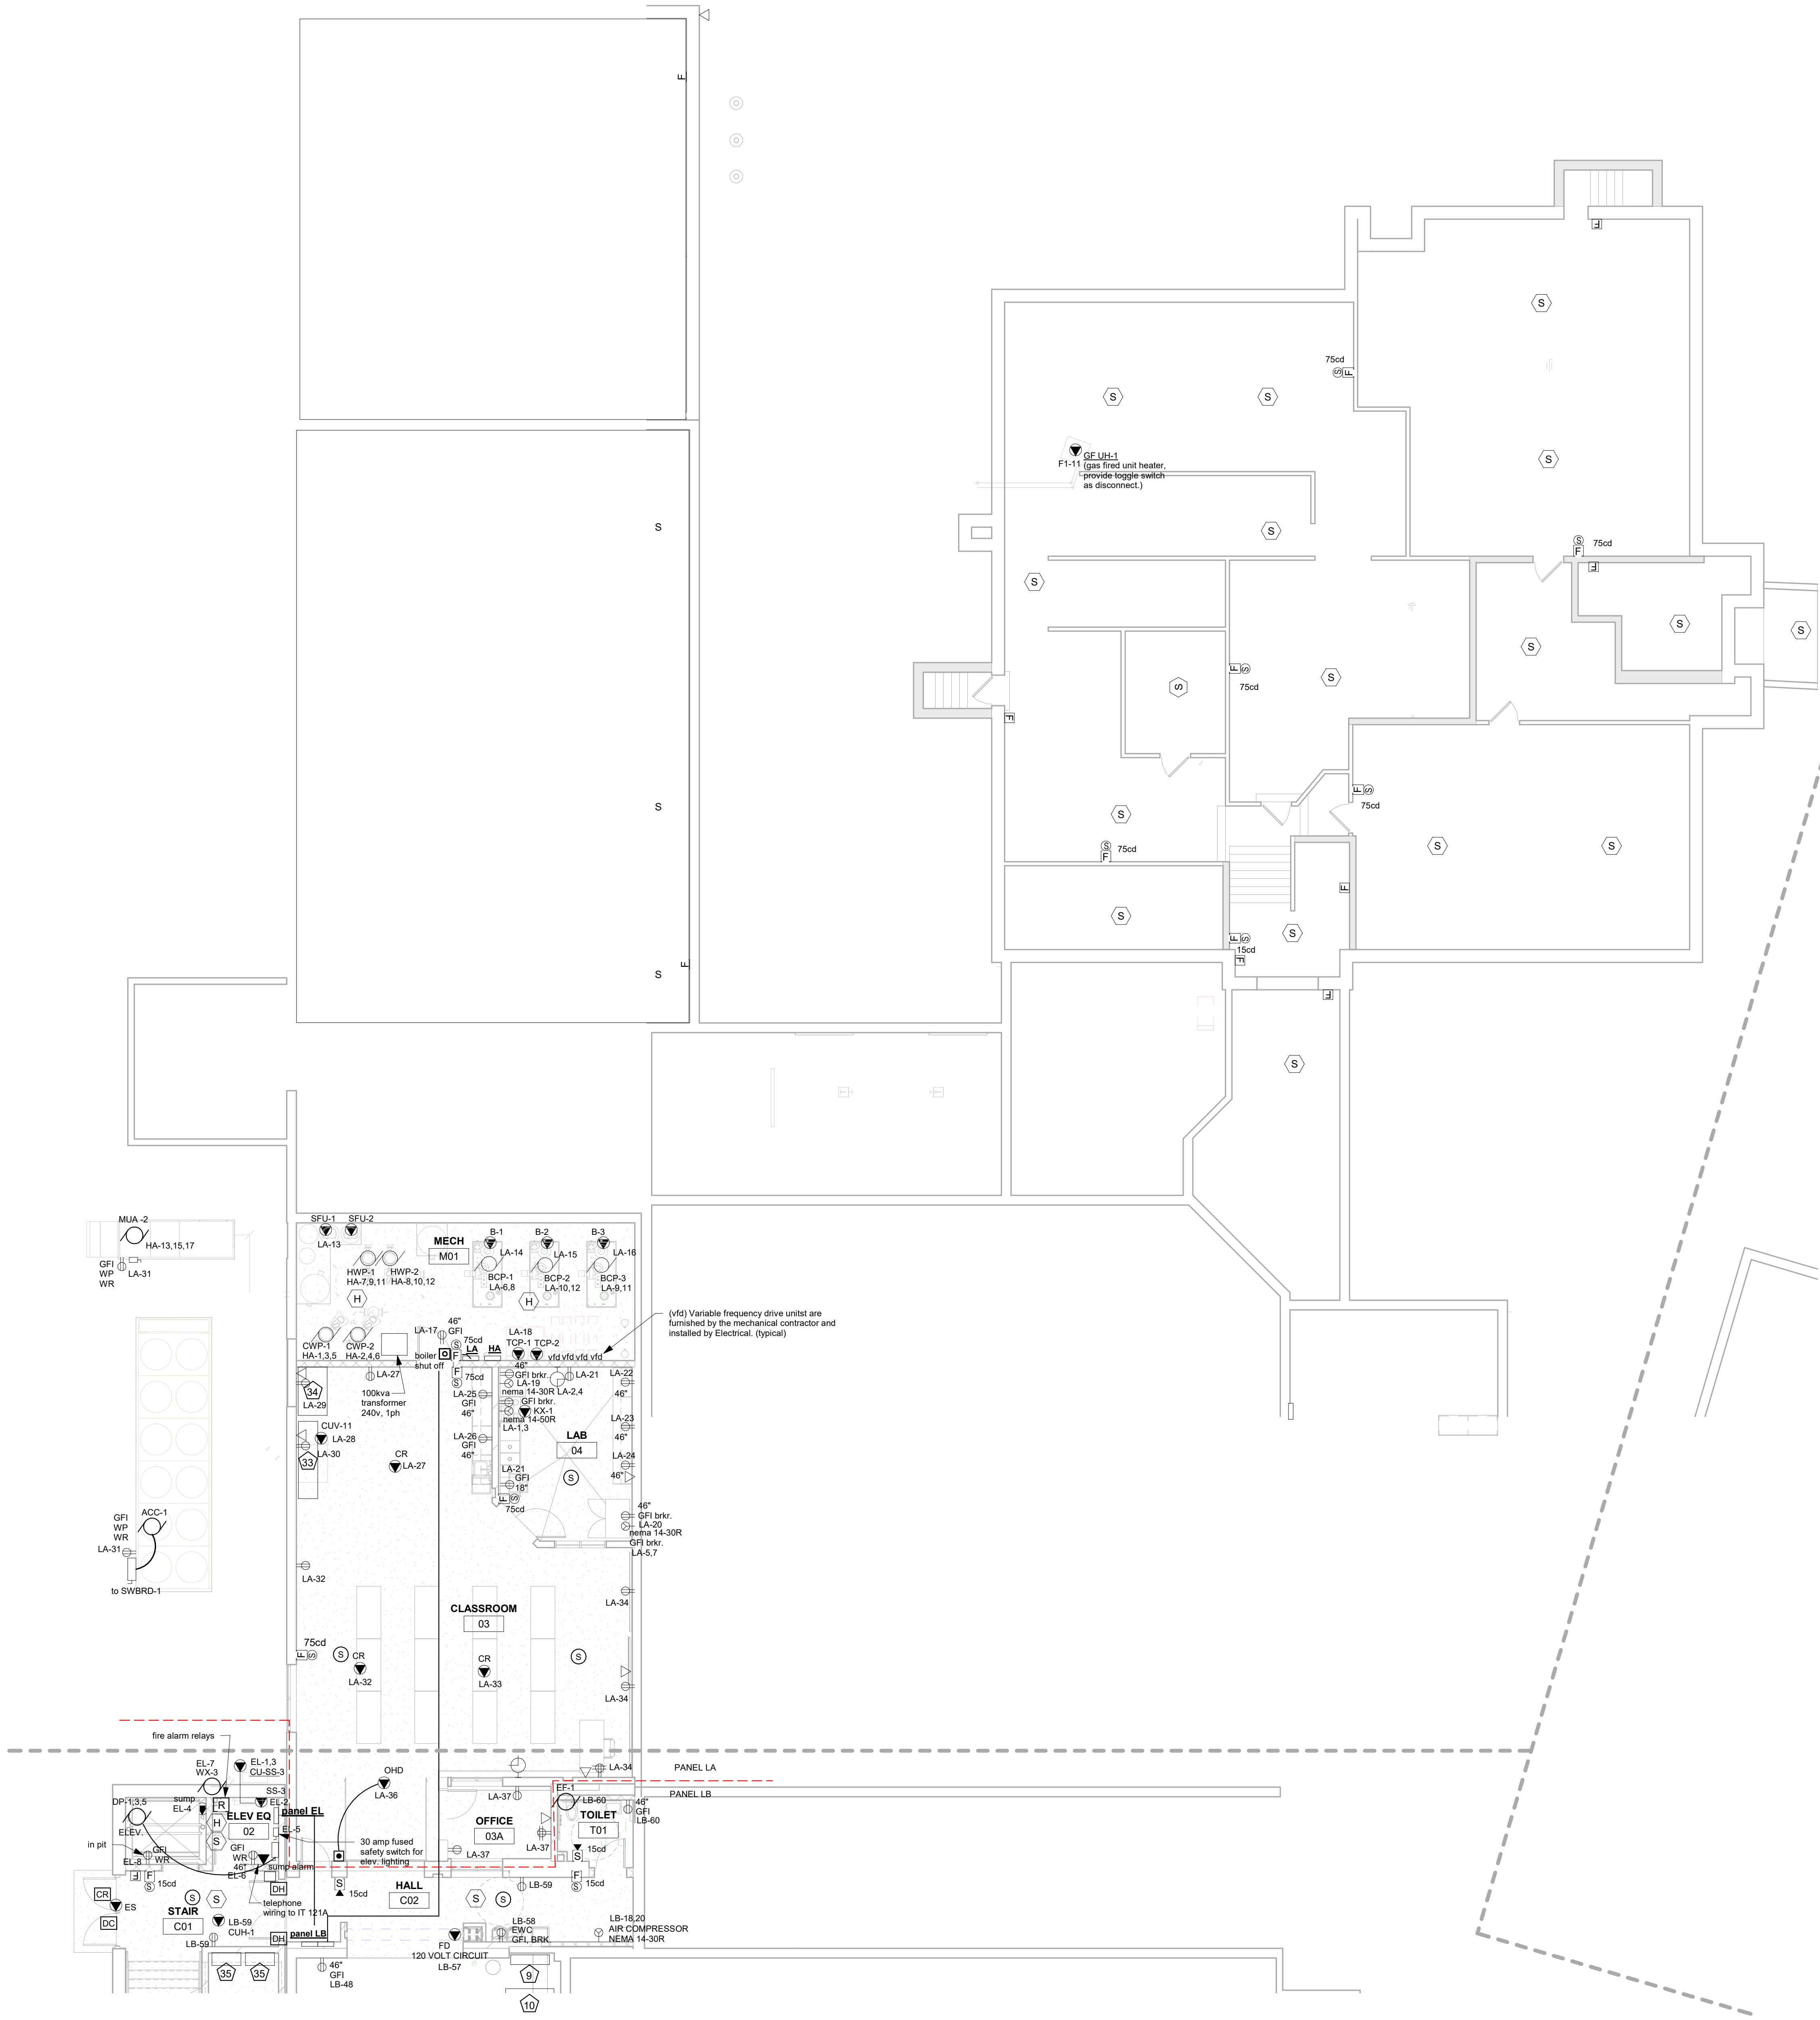 F
S
S
F
S
F
S
75cd
S F
S
S
F1-11
GF UH-1
(gas fired unit heater,
provide toggle switch
as disconnect.)
S
S
S
S
75cd
F
F
S
S
S
S
F S
75cd
S
S
F
F S
75cd
S
S
75cd
F
S
S
F
S
F S
15cd
F
S
F
S
MUA -2
HA-13,15,17
GFI
WP
WR
LA-31
SFU-1
SFU-2
LA-13
MECH
M01
HWP-1
HA-7,9,11
HWP-2
HA-8,10,12
H
B-1
LA-14
BCP-1
LA-6,8
B-2
LA-15
BCP-2
LA-10,12
B-3
LA-16
BCP-3
LA-9,11
H
(vfd) Variable frequency drive unitst are
furnished by the mechanical contractor and
installed by Electrical. (typical)
CWP-1
HA-1,3,5
CWP-2
HA-2,4,6
LA-17
46"
GFI
boiler
shut off
S
75cd
F
LA
HA
LA-18
TCP-1
TCP-2
vfd vfd vfd vfd
LA-27
100kva
transformer
240v, 1ph
F
75cd
S
34
LA-29
CUV-11
LA-28
LA-30
33
CR
LA-27
LA-25
GFI
46"
LA-26
GFI
46"
46"
GFI brkr.
LA-19
nema 14-30R
LA-2,4
GFI brkr.
KX-1
nema 14-50R
LA-1,3
LA-21
LA-22
46"
LA-23
46"
LAB
04
LA-24
46"
S
LA-21
GFI
18"
F S
75cd
46"
GFI brkr.
LA-20
nema 14-30R
GFI brkr.
LA-5,7
ACC-1
GFI
WP
WR
LA-31
to SWBRD-1
LA-32
LA-34
CLASSROOM
03
75cd
F S
S
CR
LA-32
CR
LA-33
S
LA-34
fire alarm relays
EL-7
WX-3
EL-1,3
CU-SS-3
SS-3
EL-2
OHD
LA-36
LA-34
PANEL LA
PANEL LB
DP-1,3,5
ELEV.
sump
EL-4
FR
ELEV EQ
02
H
S
panel EL
EL-5
30 amp fused
safety switch for
elev. lighting
LA-37
OFFICE
03A
LA-37
LA-37
EF-1
LB-60
TOILET
T01
46"
GFI
LB-60
15cd
S
in pit
GFI
WR
EL-8
GFI
WR
46"
EL-6
sump alarm
F
F
15cd
S
F
15cd
S
DH
telephone
wiring to IT 121A
S
15cd
HALL
C02
S
S
LB-59
CR
ES
DC
STAIR
C01
S
S
LB-59
CUH-1
LB-59
DH
panel LB
FD
120 VOLT CIRCUIT
LB-57
LB-58
EWC
GFI, BRK
LB-18,20
AIR COMPRESSOR
NEMA 14-30R
35
35
46"
GFI
LB-48
9
10